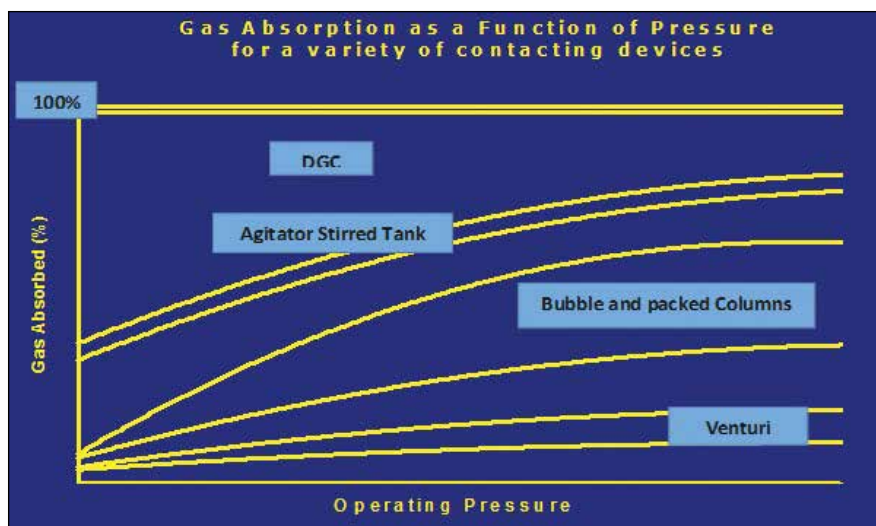 Gas Absorption as a Function of Pressure
for a variety of contacting devices
100%
DGC
Agitator Stirred Tank
Bubble and packed Columns
Venturi
Gas Absorbed (%)
Operating Pressure